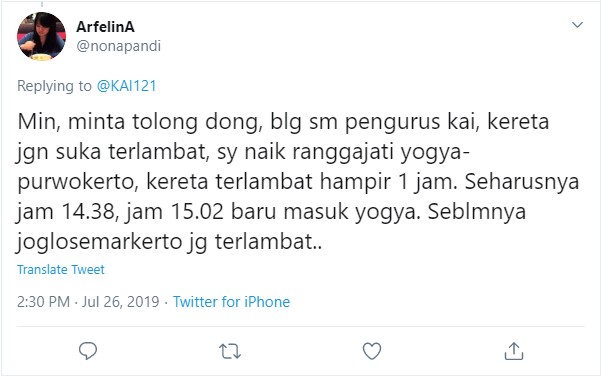 ArfelinA
@nonapandi
Replying to @KAI121
Min, minta tolong dong, blg sm pengurus kai, kereta
jgn suka terlambat, sy naik ranggajati yogya-
purwokerto, kereta terlambat hampir 1 jam. Seharusnya
jam 14.38, jam 15.02 baru masuk yogya. Seblmnya
joglosemarkerto jg terlambat..
Translate Tweet
2:30 PM · Jul 26, 2019 · Twitter for iPhone